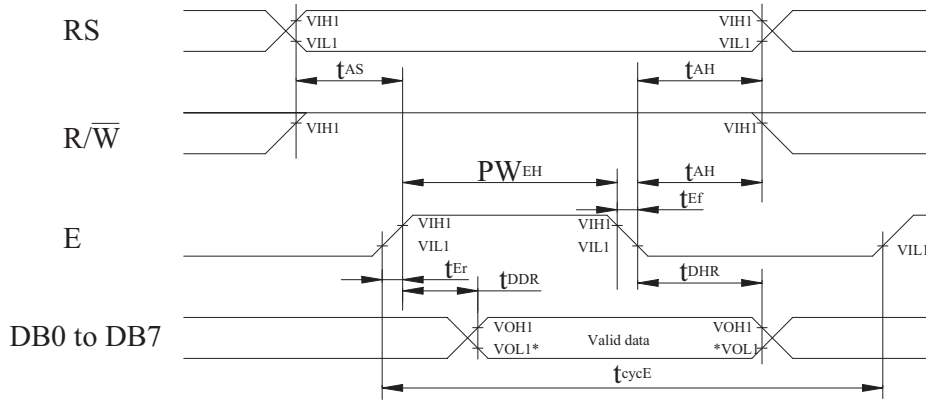 RS
VIH1
VIL1
VIH1
VIL1
tAS
tAH
R/W̅
VIH1
VIH1
PWEH
tAH
tEf
E
VIH1
VIL1
VIH1
VIL1
VIL1
tEr
tDDR
tDHR
DB0 to DB7
VOH1
VOL1*
Valid data
VOH1
*VOL1
tcycE